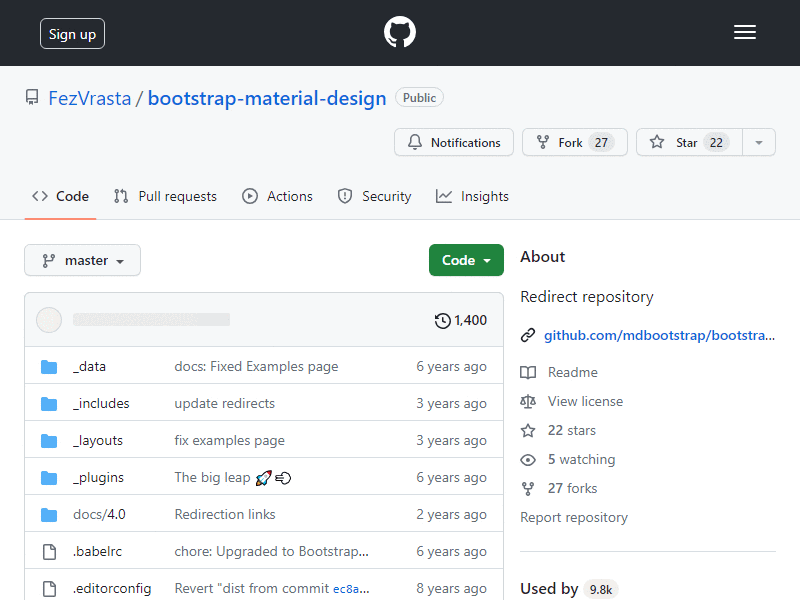 Sign up
FezVrasta / bootstrap-material-design Public
Notifications Fork 27 Star 22
Code Pull requests Actions Security Insights
master Code
1,400
_data docs: Fixed Examples page 6 years ago
_includes update redirects 3 years ago
_layouts fix examples page 3 years ago
_plugins The big leap 🚀💨 6 years ago
docs/4.0 Redirection links 2 years ago
.babelrc chore: Upgraded to Bootstrap... 6 years ago
.editorconfig Revert "dist from commit ec8a... 8 years ago
About
Redirect repository
github.com/mdbootstrap/bootstra...
Readme
View license
22 stars
5 watching
27 forks
Report repository
Used by 9.8k